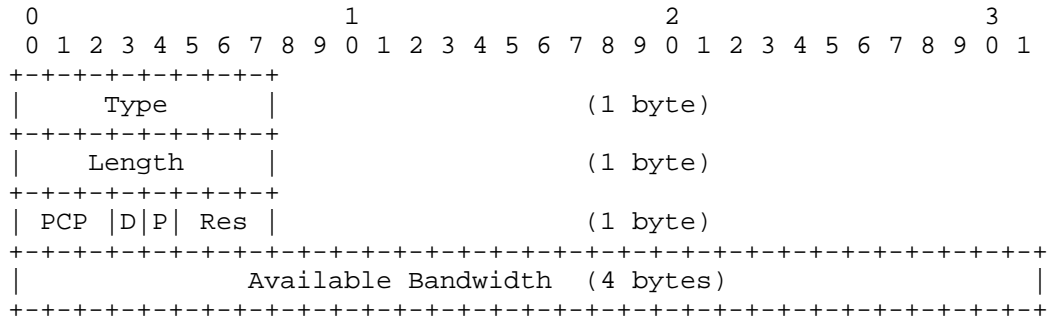 0                   1                   2                   3
 0 1 2 3 4 5 6 7 8 9 0 1 2 3 4 5 6 7 8 9 0 1 2 3 4 5 6 7 8 9 0 1
+-+-+-+-+-+-+-+-+
|     Type      |                   (1 byte)
+-+-+-+-+-+-+-+-+
|    Length     |                   (1 byte)
+-+-+-+-+-+-+-+-+
| PCP |D|P| Res |                   (1 byte)
+-+-+-+-+-+-+-+-+-+-+-+-+-+-+-+-+-+-+-+-+-+-+-+-+-+-+-+-+-+-+-+-+
|              Available Bandwidth  (4 bytes)                   |
+-+-+-+-+-+-+-+-+-+-+-+-+-+-+-+-+-+-+-+-+-+-+-+-+-+-+-+-+-+-+-+-+